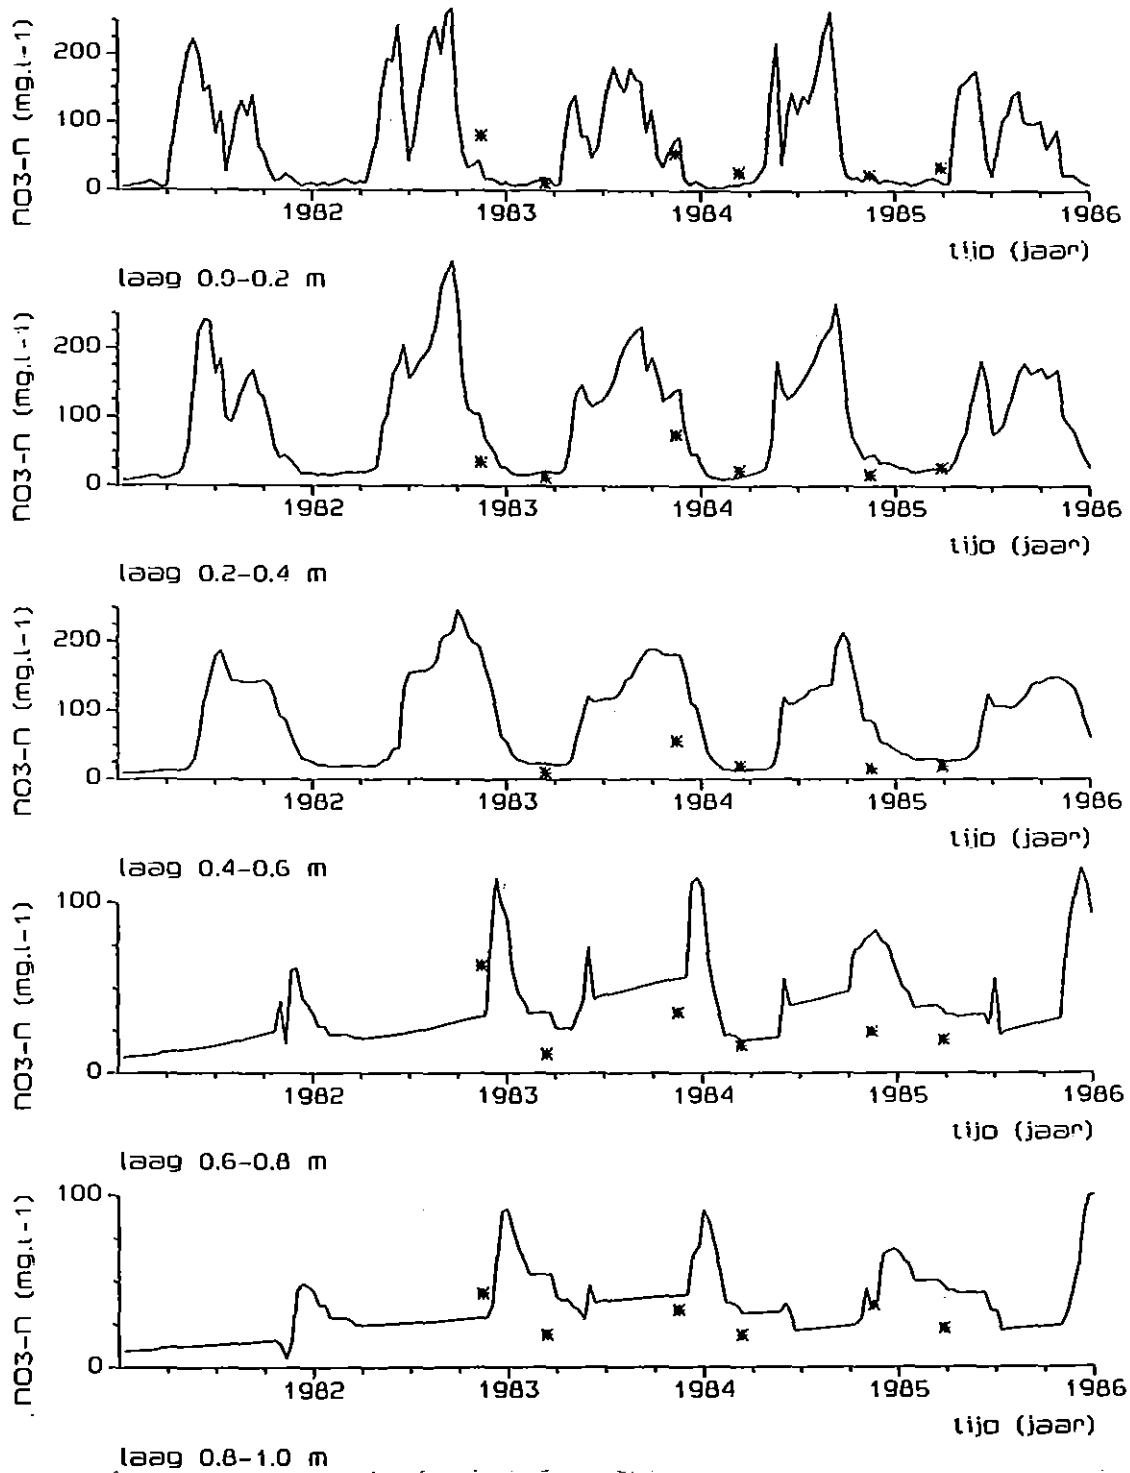 NO3-N (mg.l-1)
200
100
0
1982 1983 1984 1985 1986
tijd (jaar)
laag 0.0-0.2 m
NO3-N (mg.l-1)
200
100
0
1982 1983 1984 1985 1986
tijd (jaar)
laag 0.2-0.4 m
NO3-N (mg.l-1)
200
100
0
1982 1983 1984 1985 1986
tijd (jaar)
laag 0.4-0.6 m
NO3-N (mg.l-1)
100
0
1982 1983 1984 1985 1986
tijd (jaar)
laag 0.6-0.8 m
NO3-N (mg.l-1)
100
0
1982 1983 1984 1985 1986
tijd (jaar)
laag 0.8-1.0 m